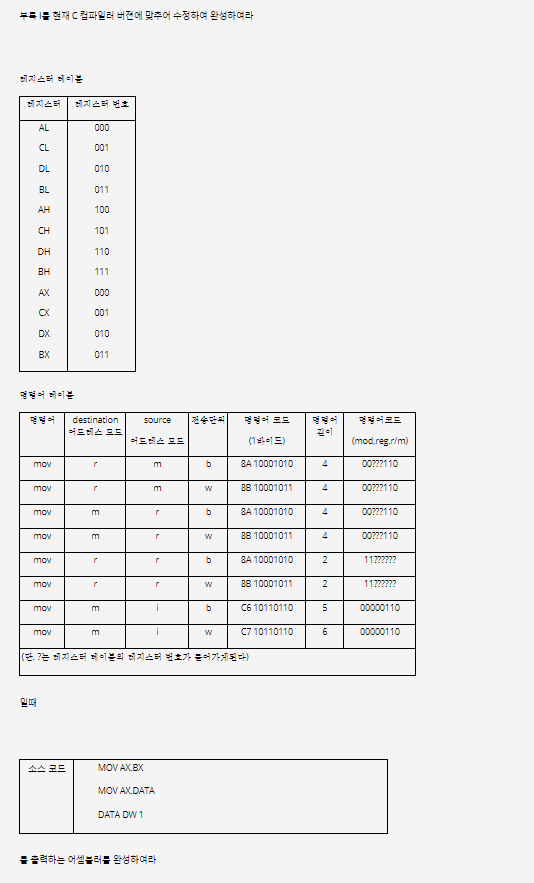 부록 I를 현재 C 컴파일러 버젼에 맞추어 수정하여 완성하여라
레지스터 테이블
레지스터 레지스터 번호
AL 000
CL 001
DL 010
BL 011
AH 100
CH 101
DH 110
BH 111
AX 000
CX 001
DX 010
BX 011
명령어 테이블
명령어 destination 어드레스 모드 source 어드레스 모드 전송단위 명령어 코드 (1바이트) 명령어 길이 명령어코드 (mod,reg,r/m)
mov r m b 8A 10001010 4 00???110
mov r m w 8B 10001011 4 00???110
mov m r b 8A 10001010 4 00???110
mov m r w 8B 10001011 4 00???110
mov r r b 8A 10001010 2 11??????
mov r r w 8B 10001011 2 11??????
mov m i b C6 10110110 5 00000110
mov m i w C7 10110110 6 00000110
(단, ?는 레지스터 테이블의 레지스터 번호가 들어가게된다)
일때
소스 코드 MOV AX,BX
MOV AX,DATA
DATA DW 1
를 출력하는 어셈블러를 완성하여라